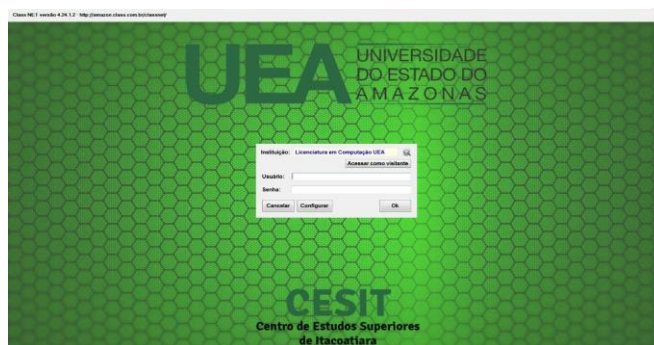 Class NET versão 4.24.1.2 - http://amazon.class.com.br/classnet/
UEA
UNIVERSIDADE
DO ESTADO DO
AMAZONAS
Instituição: Licenciatura em Computação UEA
Acessar como visitante
Usuário:
Senha:
Cancelar Configurar Ok
CESIT
Centro de Estudos Superiores
de Itacoatiara